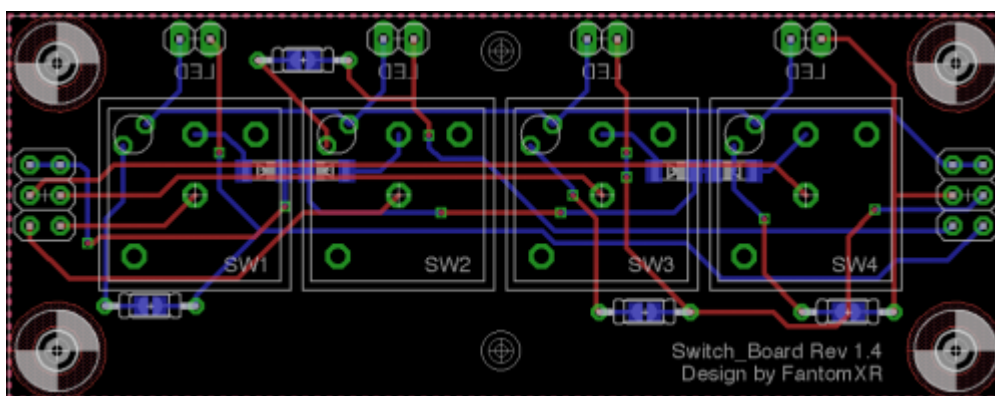 LED LED LED LED
SW1 SW2 SW3 SW4
Switch_Board Rev 1.4
Design by FantomXR